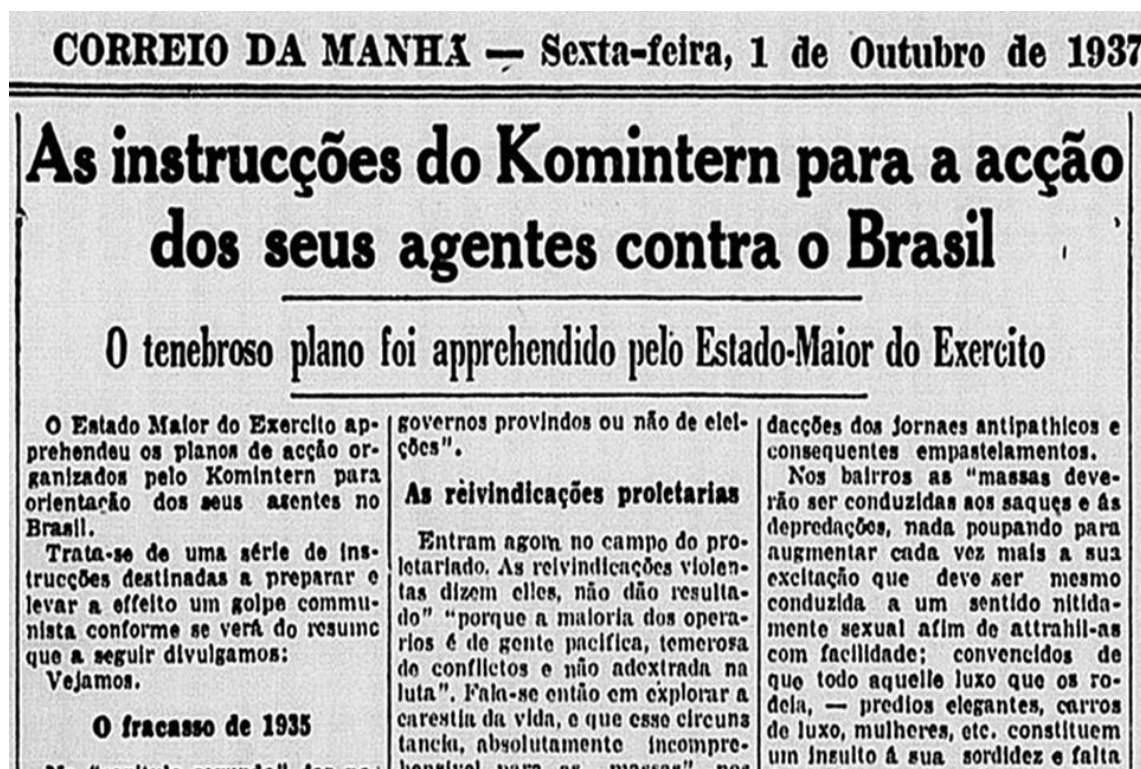 CORREIO DA MANHÃ — Sexta-feira, 1 de Outubro de 1937
As instrucções do Komintern para a acção
dos seus agentes contra o Brasil
O tenebroso plano foi apprehendido pelo Estado-Maior do Exercito
O Estado Maior do Exercito ap-
prehendeu os planos de acção or-
ganizados pelo Komintern para
orientação dos seus agentes no
Brasil.
Trata-se de uma série de ins-
trucções destinadas a preparar e
levar a effeito um golpe commu-
nista conforme se verá do resumo
que a seguir divulgamos:
Vejamos.
O fracasso de 1935
governos provindos ou não de elei-
ções".
As reivindicações proletarias
Entram agora no campo do pro-
letariado. As reivindicações violen-
tas dizem elles, não dão resulta-
do" "porque a maioria dos opera-
rios é de gente pacifica, temerosa
de conflictos e não adextrada na
luta". Fala-se então em explorar a
carestia da vida, e que esse circuns
tancia, absolutamente incompre-
hensivel para as "massas", nos
dacções dos jornaes antipathicos e
consequentes empastelamentos.
Nos bairros as "massas deve-
rão ser conduzidas aos saques e ás
depredações, nada poupando para
augmentar cada vez mais a sua
excitação que deve ser mesmo
conduzida a um sentido nitida-
mente sexual afim de attrahil-as
com facilidade; convencidos de
que todo aquelle luxo que os ro-
deia, — predios elegantes, carros
de luxo, mulheres, etc. constituem
um insulto á sua sordidez e falta